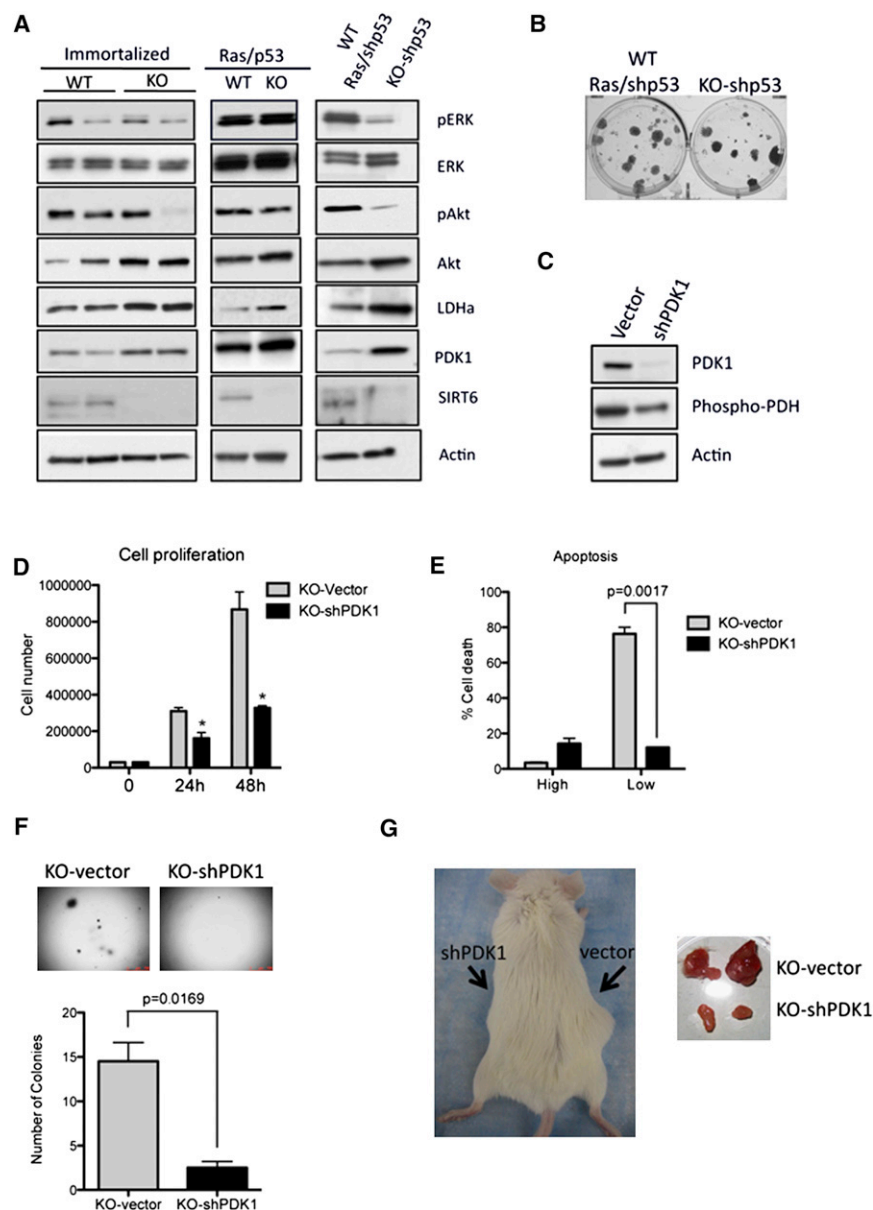 A
Immortalized
WT KO
Ras/p53
WT KO
WT
Ras/shp53
KO-shp53
pERK
ERK
pAkt
Akt
LDHa
PDK1
SIRT6
Actin
B
WT
Ras/shp53 KO-shp53
C
Vector
shPDK1
PDK1
Phospho-PDH
Actin
D
Cell proliferation
Cell number
1000000
800000
600000
400000
200000
0
0 24h 48h
* *
KO-Vector
KO-shPDK1
E
Apoptosis
% Cell death
100
80
60
40
20
0
p=0.0017
High Low
KO-vector
KO-shPDK1
F
KO-vector KO-shPDK1
p=0.0169
Number of Colonies
20
15
10
5
0
KO-vector KO-shPDK1
G
shPDK1 vector
KO-vector
KO-shPDK1